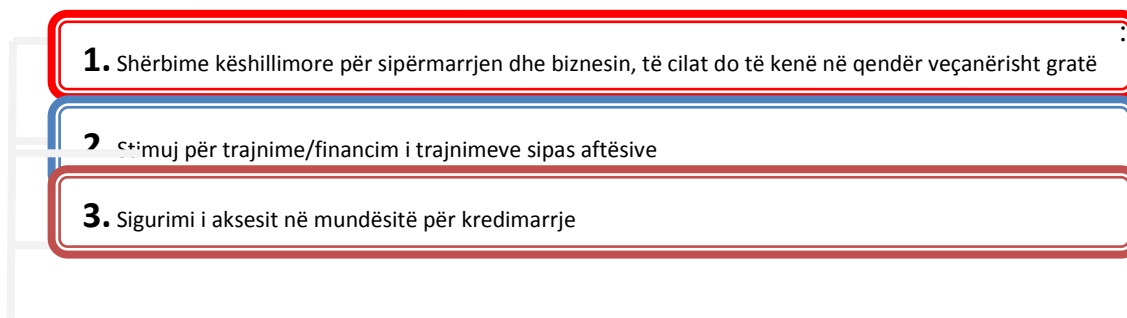 :
1. Shërbime këshillimore për sipërmarrjen dhe biznesin, të cilat do të kenë në qendër veçanërisht gratë
2. Stimuj për trajnime/financim i trajnimeve sipas aftësive
3. Sigurimi i aksesit në mundësitë për kredimarrje